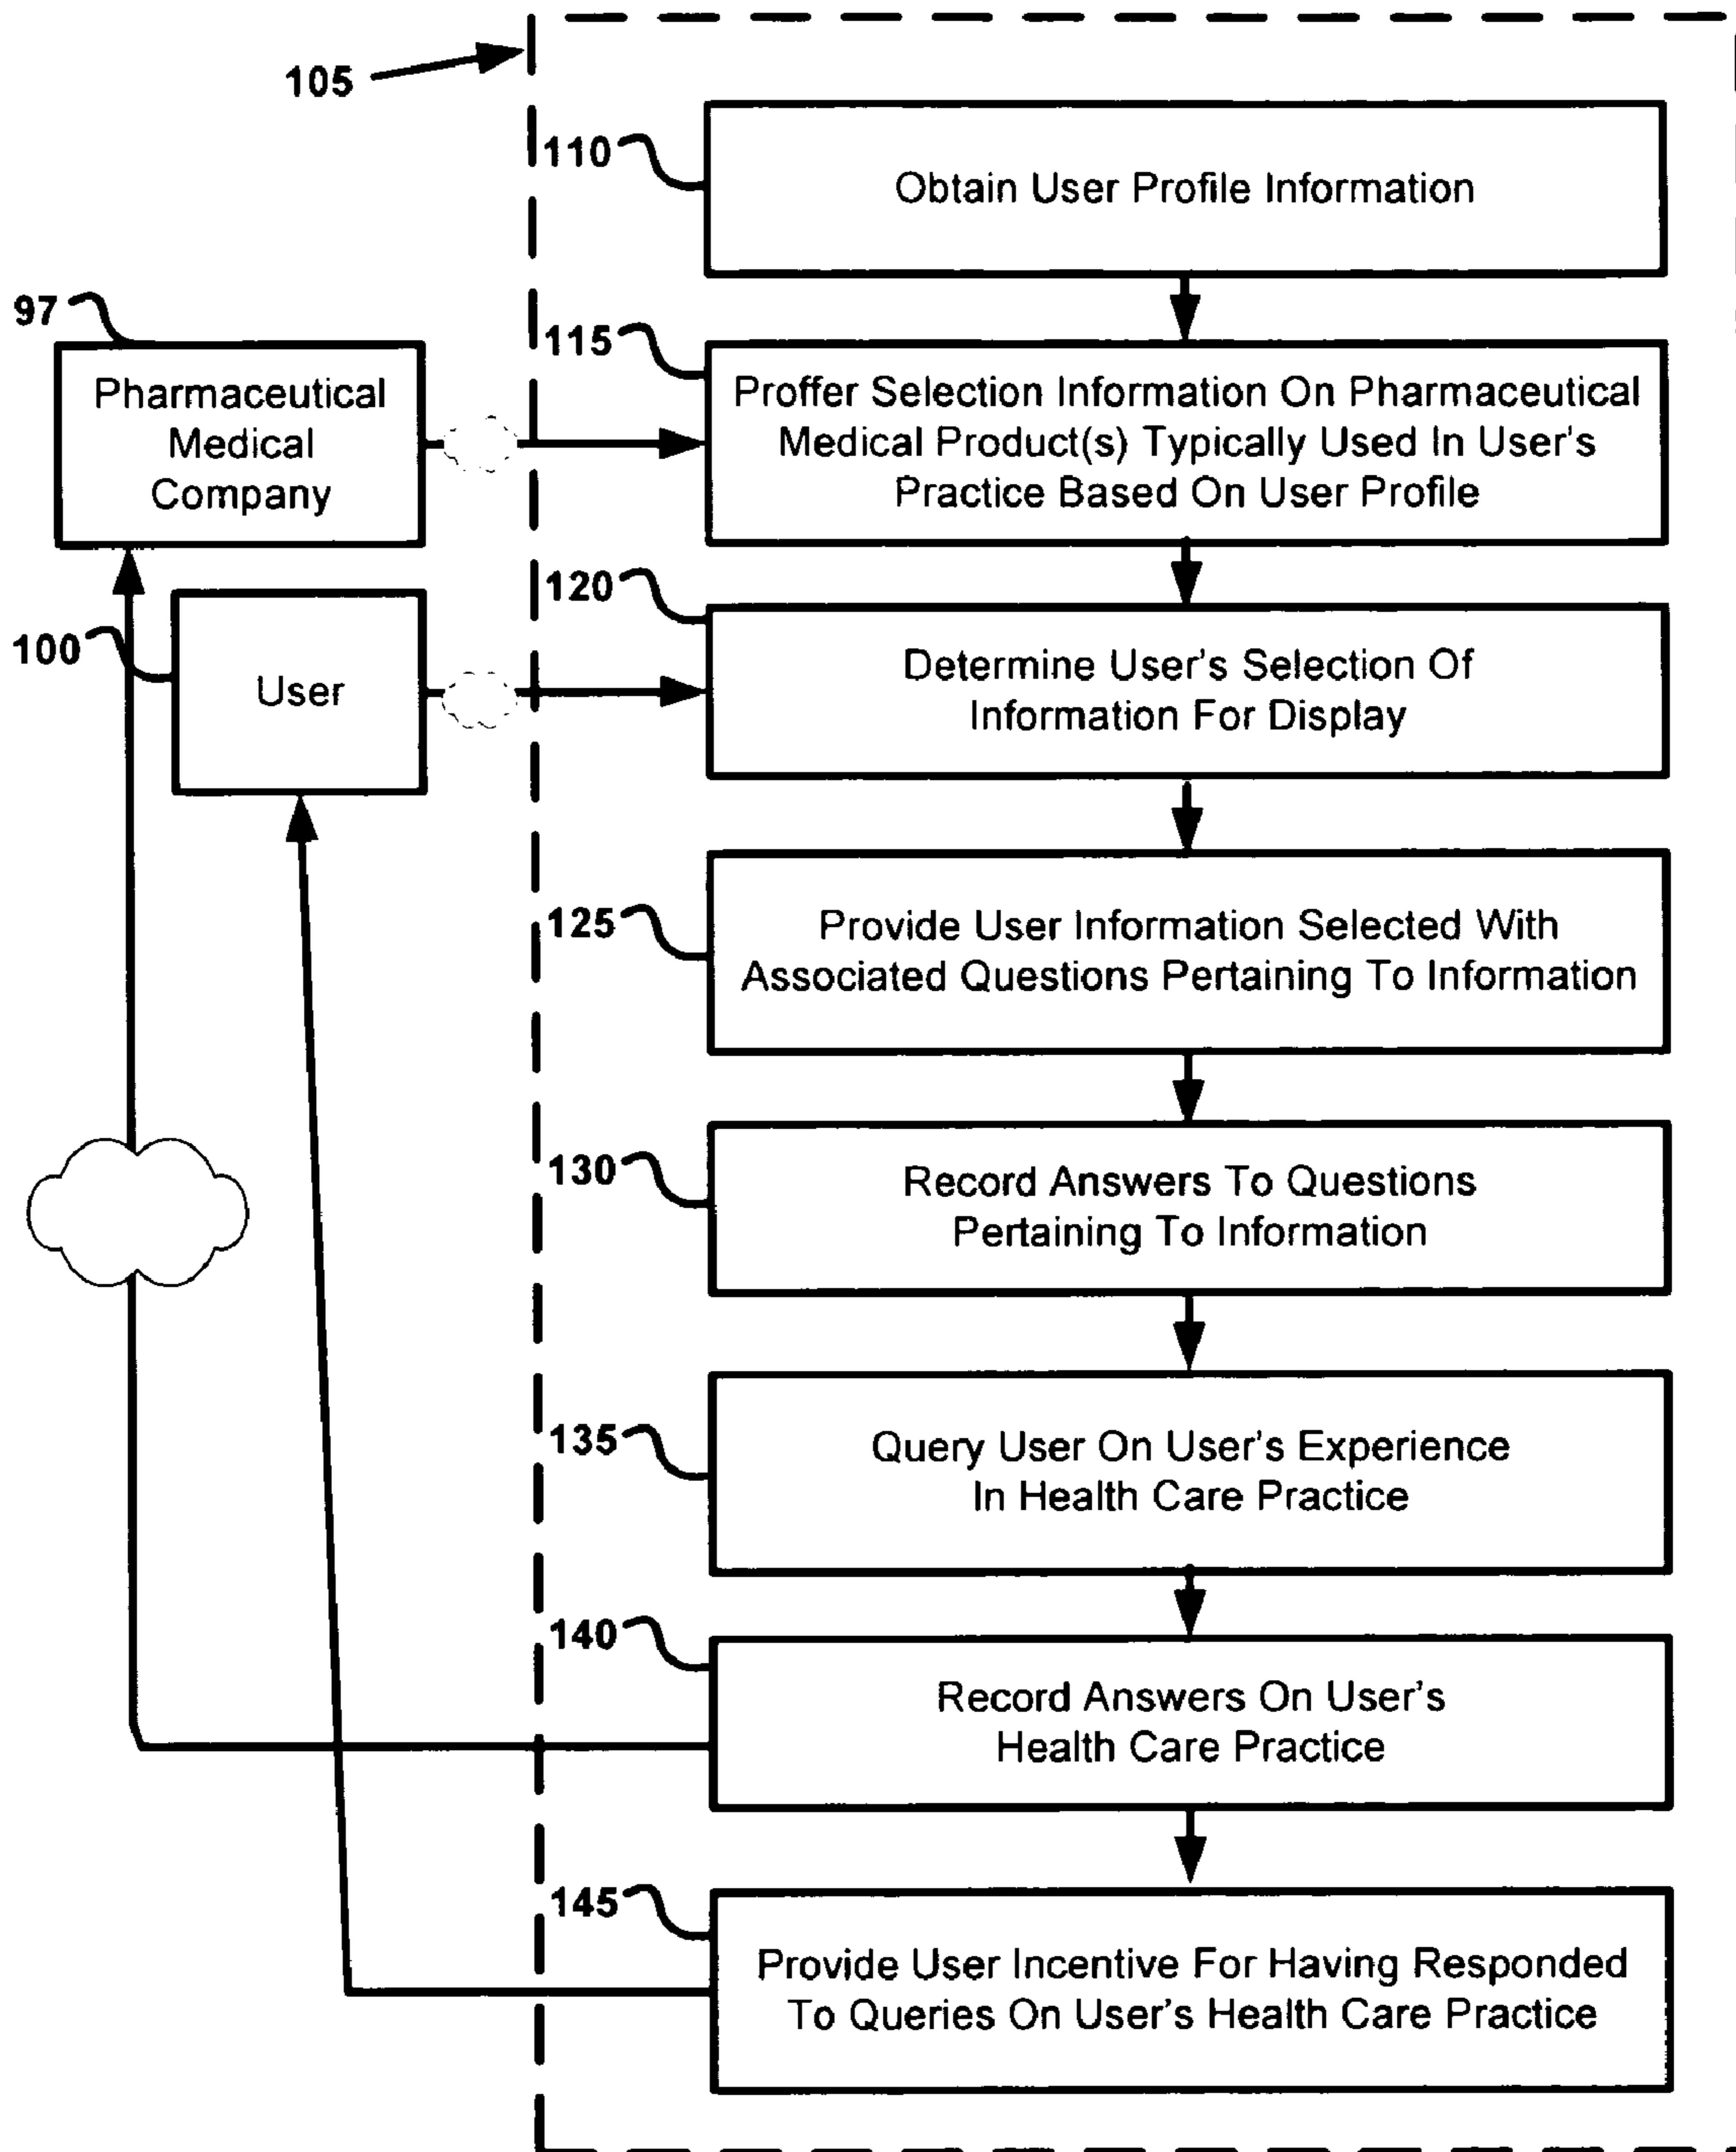 105
110
Obtain User Profile Information
97
Pharmaceutical
Medical
Company
115
Proffer Selection Information On Pharmaceutical
Medical Product(s) Typically Used In User's
Practice Based On User Profile
100
User
120
Determine User's Selection Of
Information For Display
125
Provide User Information Selected With
Associated Questions Pertaining To Information
130
Record Answers To Questions
Pertaining To Information
135
Query User On User's Experience
In Health Care Practice
140
Record Answers On User's
Health Care Practice
145
Provide User Incentive For Having Responded
To Queries On User's Health Care Practice